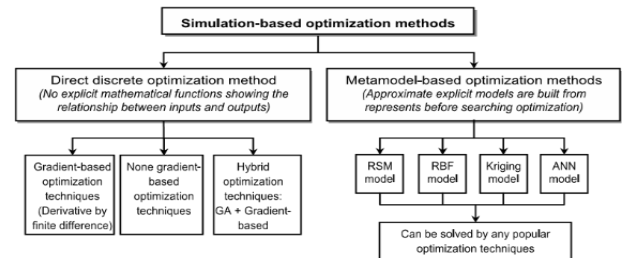 Simulation-based optimization methods
Direct discrete optimization method
(No explicit mathematical functions showing the
relationship between inputs and outputs)
Metamodel-based optimization methods
(Approximate explicit models are built from
represents before searching optimization)
Gradient-based
optimization
techniques
(Derivative by
finite difference)
None gradient-
based
optimization
techniques
Hybrid
optimization
techniques:
GA + Gradient-
based
RSM
model
RBF
model
Kriging
model
ANN
model
Can be solved by any popular
optimization techniques